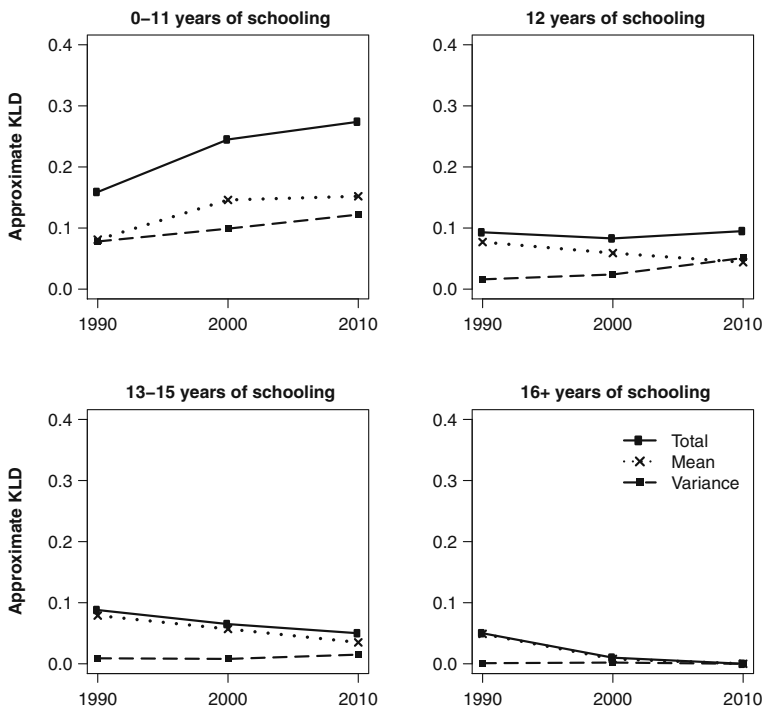 0–11 years of schooling
12 years of schooling
Approximate KLD
0.4
0.3
0.2
0.1
0.0
1990 2000 2010
0.4
0.3
0.2
0.1
0.0
1990 2000 2010
13–15 years of schooling
16+ years of schooling
Approximate KLD
0.4
0.3
0.2
0.1
0.0
1990 2000 2010
0.4
0.3
0.2
0.1
0.0
Total
Mean
Variance
1990 2000 2010